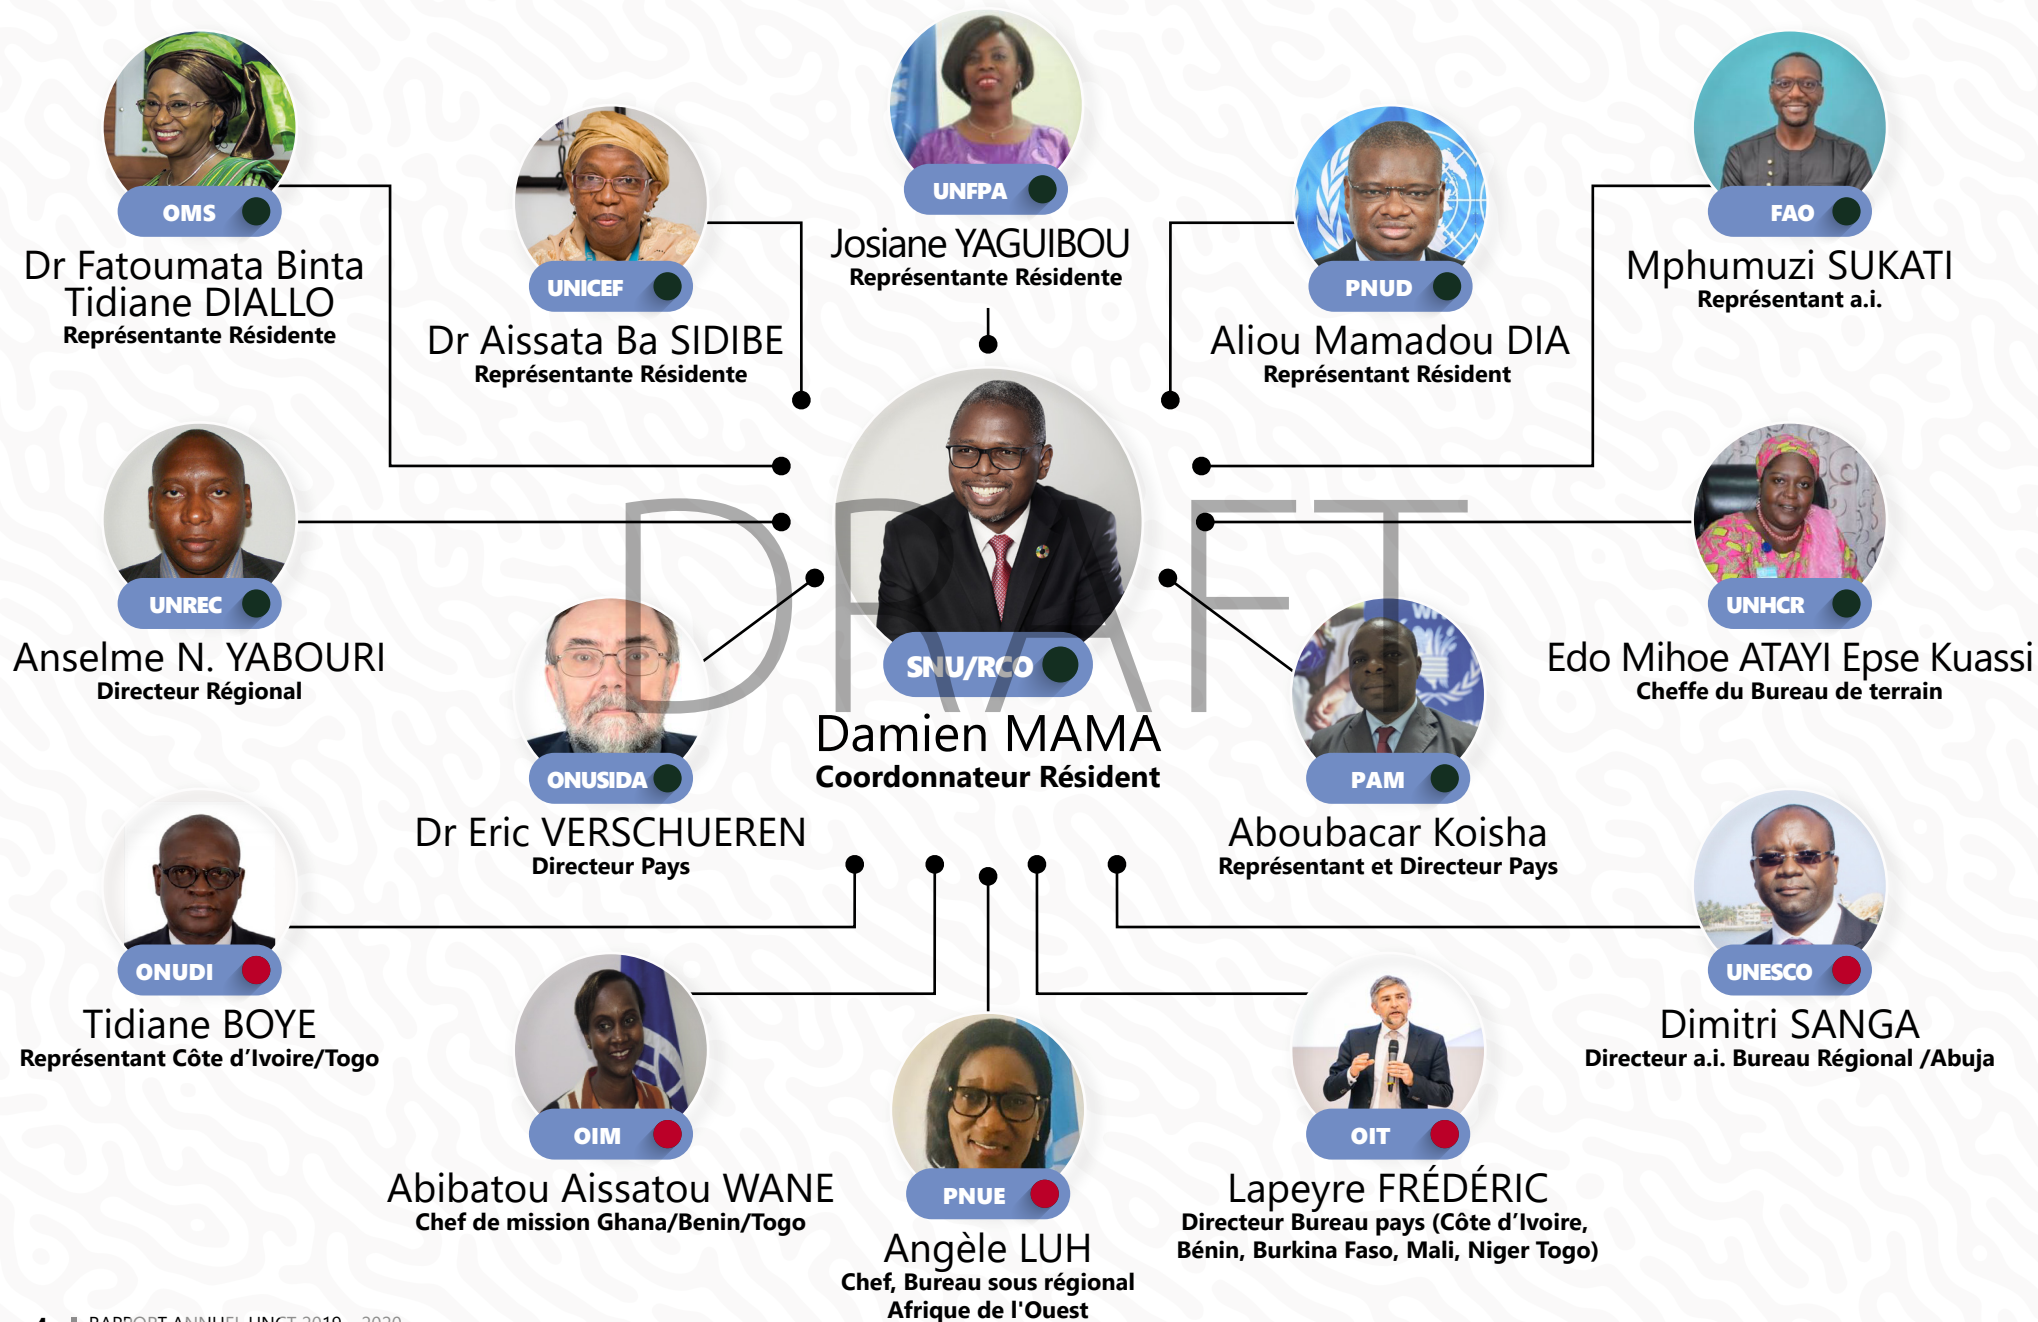 OMS
Dr Fatoumata Binta
Tidiane DIALLO
Représentante Résidente
UNICEF
Dr Aissata Ba SIDIBE
Représentante Résidente
UNFPA
Josiane YAGUIBOU
Représentante Résidente
PNUD
Aliou Mamadou DIA
Représentant Résident
FAO
Mphumuzi SUKATI
Représentant a.i.
UNREC
Anselme N. YABOURI
Directeur Régional
ONUSIDA
Dr Eric VERSCHUEREN
Directeur Pays
DRAFT
SNU/RCO
Damien MAMA
Coordonnateur Résident
PAM
Aboubacar Koisha
Représentant et Directeur Pays
UNHCR
Edo Mihoe ATAYI Epse Kuassi
Cheffe du Bureau de terrain
ONUDI
Tidiane BOYE
Représentant Côte d’Ivoire/Togo
OIM
Abibatou Aissatou WANE
Chef de mission Ghana/Benin/Togo
PNUE
Angèle LUH
Chef, Bureau sous régional
Afrique de l'Ouest
OIT
Lapeyre FRÉDÉRIC
Directeur Bureau pays (Côte d’Ivoire,
Bénin, Burkina Faso, Mali, Niger Togo)
UNESCO
Dimitri SANGA
Directeur a.i. Bureau Régional /Abuja
4 RAPPORT ANNUEL UNCT 2019 - 2020